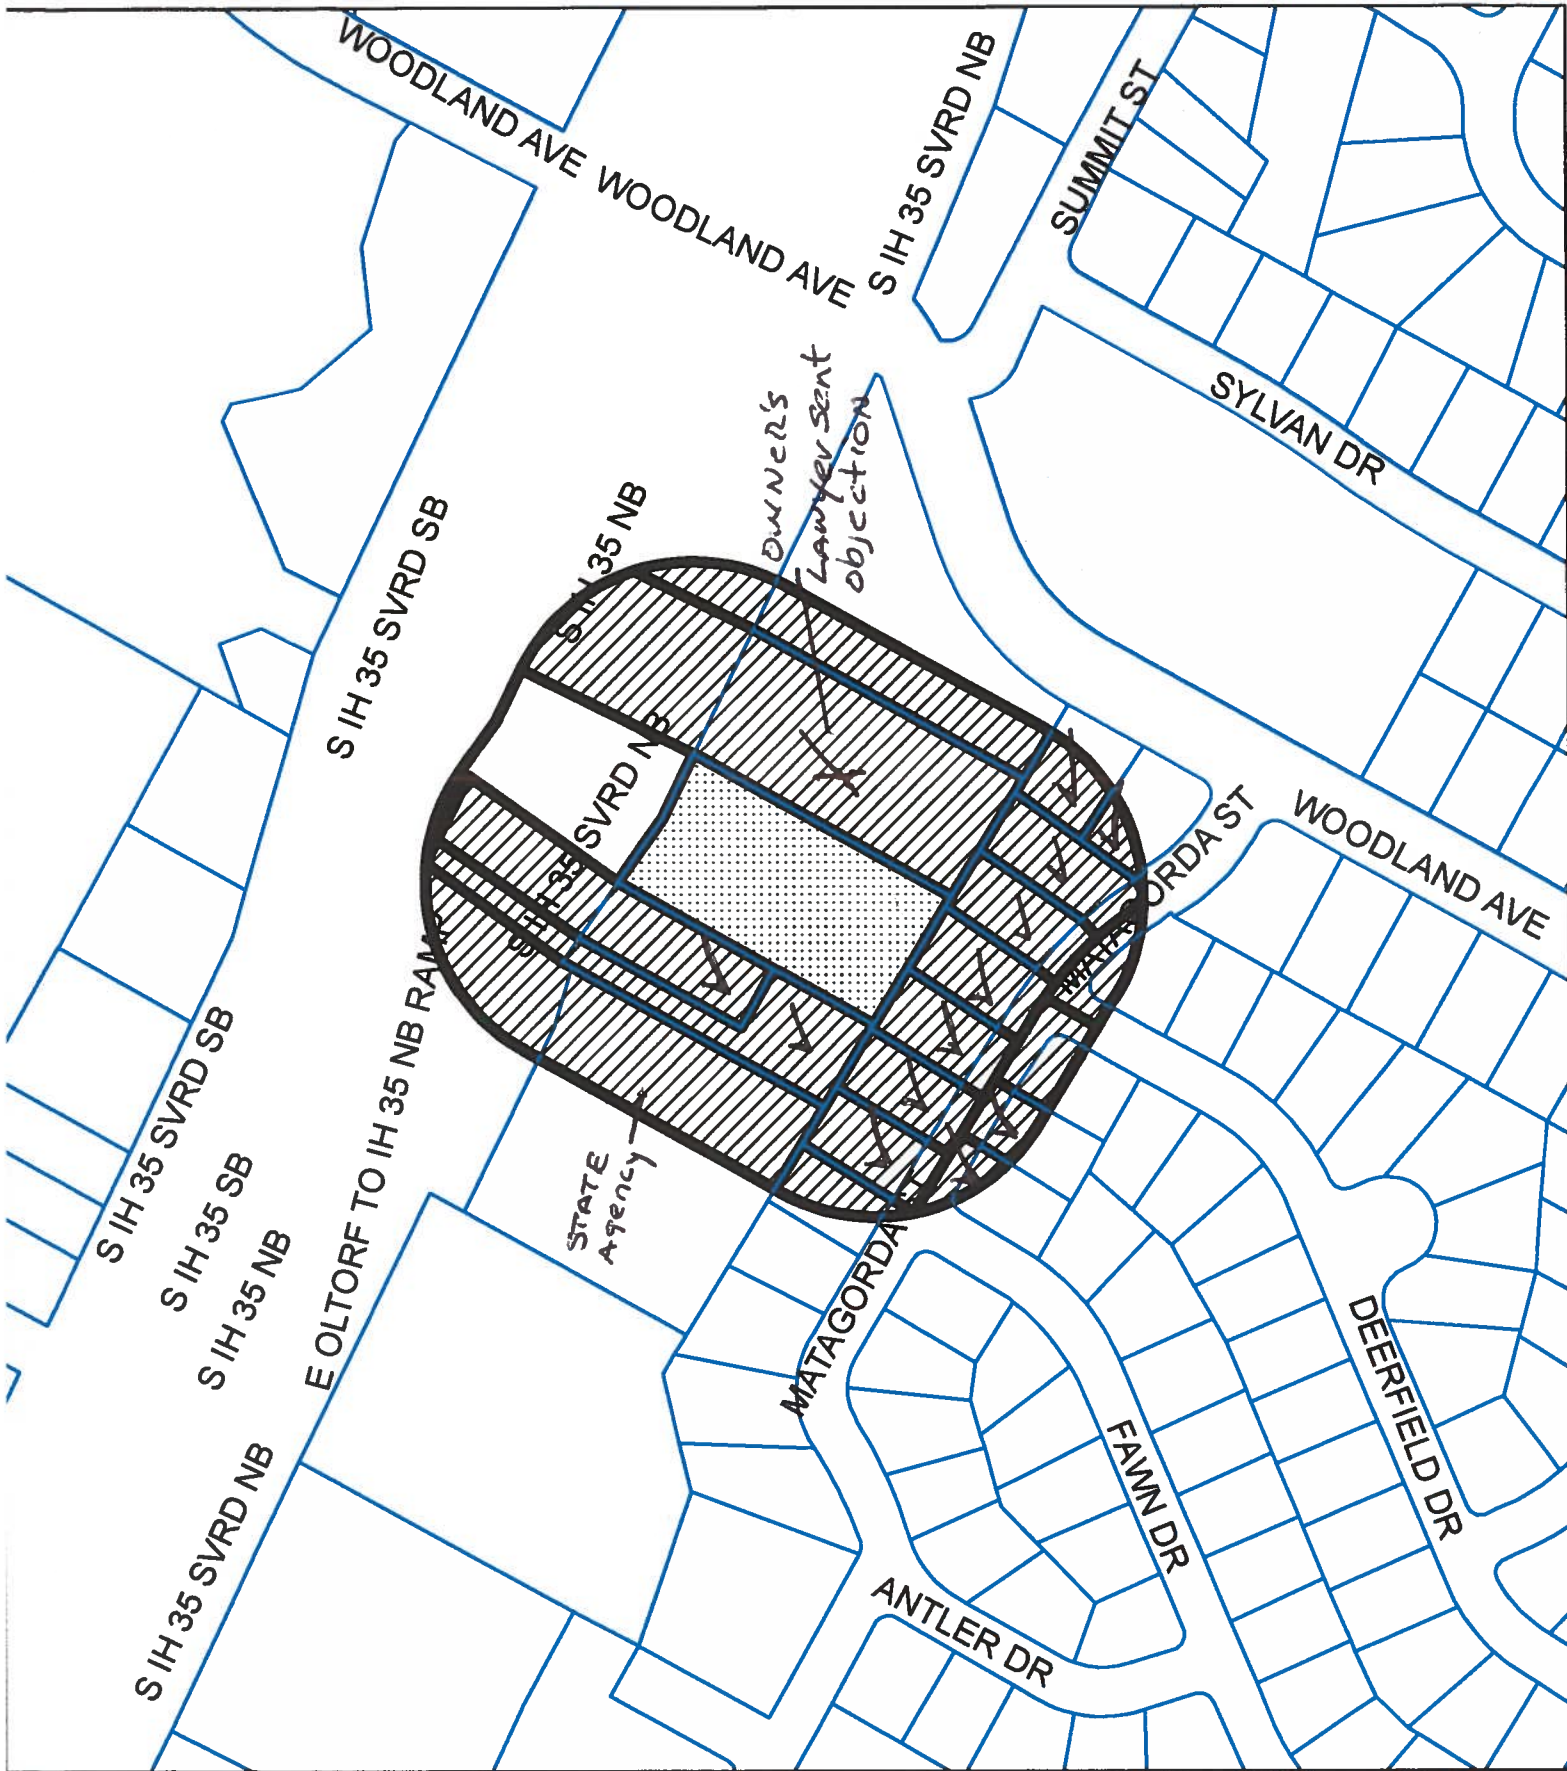 WOODLAND AVE
WOODLAND AVE
S IH 35 SVRD NB
SUMMIT ST
SYLVAN DR
OWNER'S
LAWYER Sent
objection
S IH 35 NB
S IH 35 SVRD SB
S IH 35 SVRD NB
MATAGORDA ST
WOODLAND AVE
E OLTORF TO IH 35 NB RAMP
S IH 35 SVRD SB
S IH 35 SB
S IH 35 NB
STATE
Agency
MATAGORDA
DEERFIELD DR
FAWN DR
ANTLER DR
S IH 35 SVRD NB